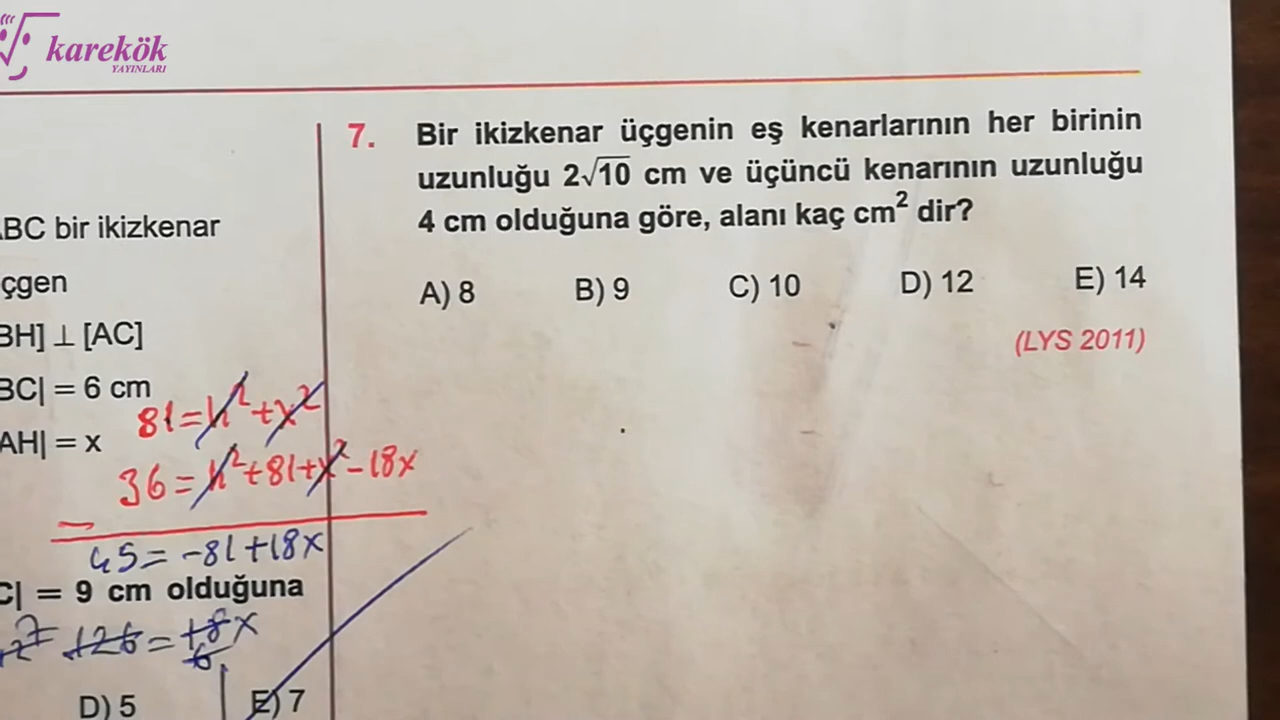 karekök
YAYINLARI
ABC bir ikizkenar
çgen
BH] ⊥ [AC]
BC| = 6 cm
AH| = x
81=h²+x²
36=h²+81+x²-18x
45=-81+18x
C| = 9 cm olduğuna
126=18x
D) 5
E) 7
7. Bir ikizkenar üçgenin eş kenarlarının her birinin
uzunluğu 2√10 cm ve üçüncü kenarının uzunluğu
4 cm olduğuna göre, alanı kaç cm² dir?
A) 8 B) 9 C) 10 D) 12 E) 14
(LYS 2011)